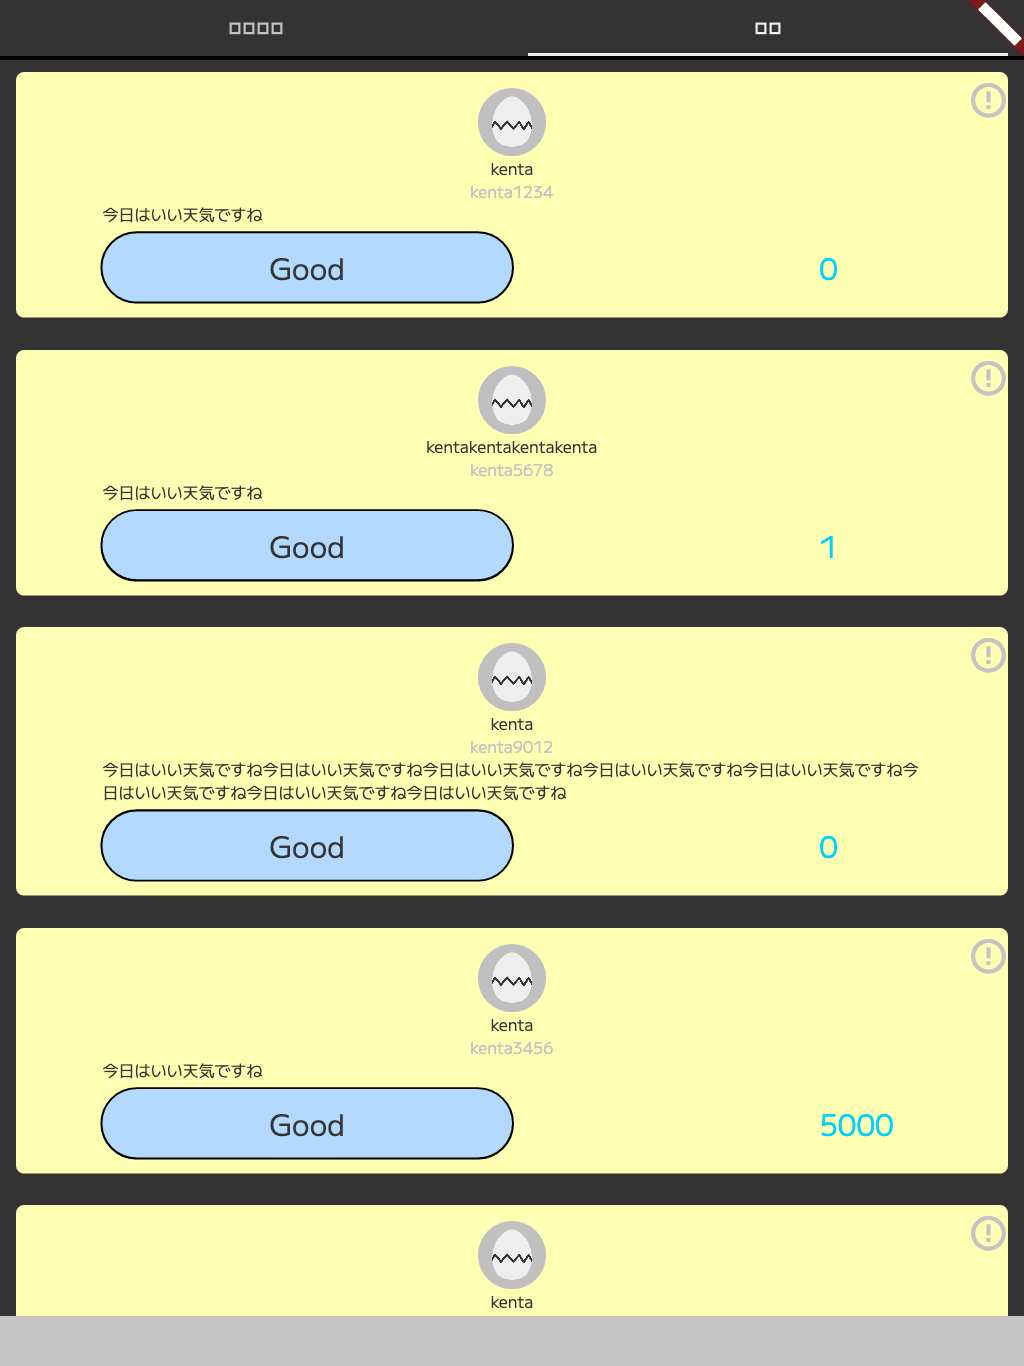 kenta
kenta1234
今日はいい天気ですね
Good
0
kentakentakentakenta
kenta5678
今日はいい天気ですね
Good
1
kenta
kenta9012
今日はいい天気ですね今日はいい天気ですね今日はいい天気ですね今日はいい天気ですね今日はいい天気ですね今
日はいい天気ですね今日はいい天気ですね今日はいい天気ですね
Good
0
kenta
kenta3456
今日はいい天気ですね
Good
5000
kenta